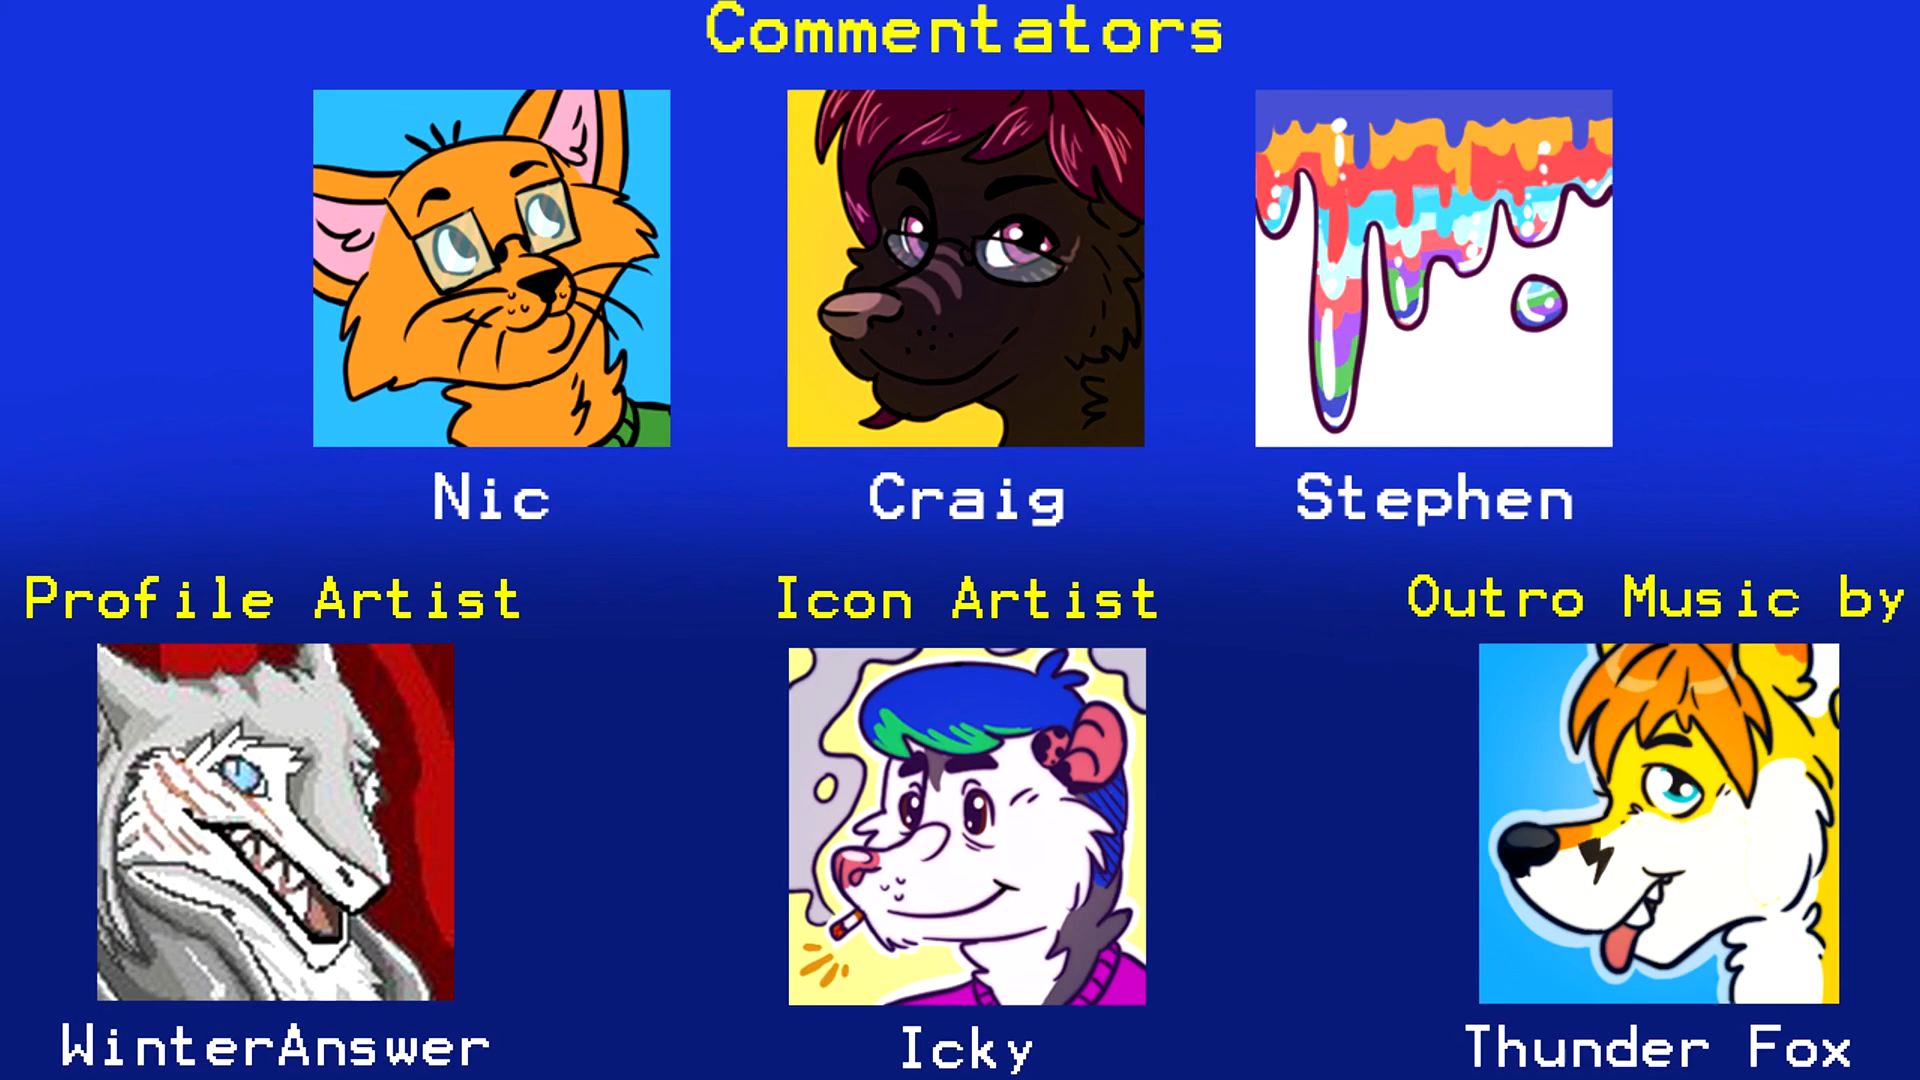 Commentators
Nic Craig Stephen
Profile Artist Icon Artist Outro Music by
WinterAnswer Icky Thunder Fox